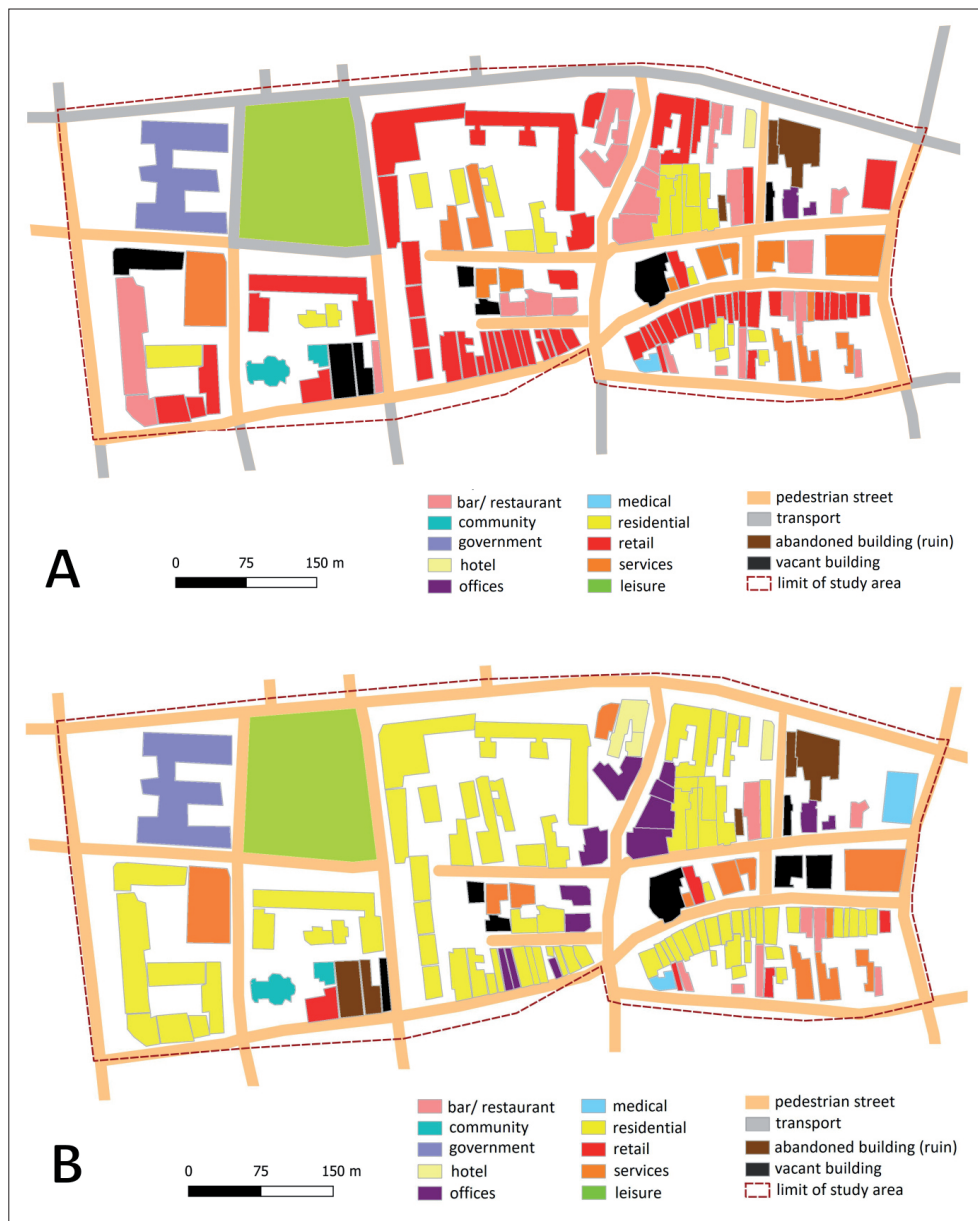 bar/ restaurant
community
government
hotel
offices
medical
residential
retail
services
leisure
pedestrian street
transport
abandoned building (ruin)
vacant building
limit of study area
A
0 75 150 m
bar/ restaurant
community
government
hotel
offices
medical
residential
retail
services
leisure
pedestrian street
transport
abandoned building (ruin)
vacant building
limit of study area
B
0 75 150 m